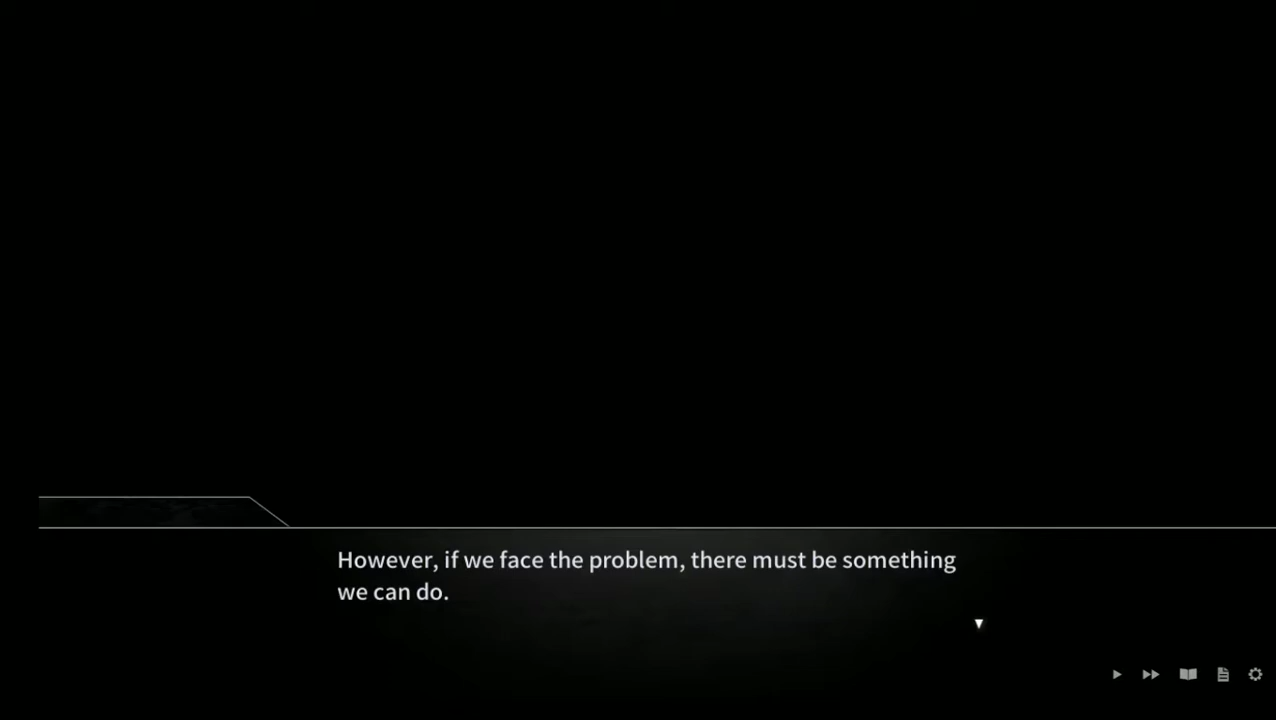 However, if we face the problem, there must be something
we can do.